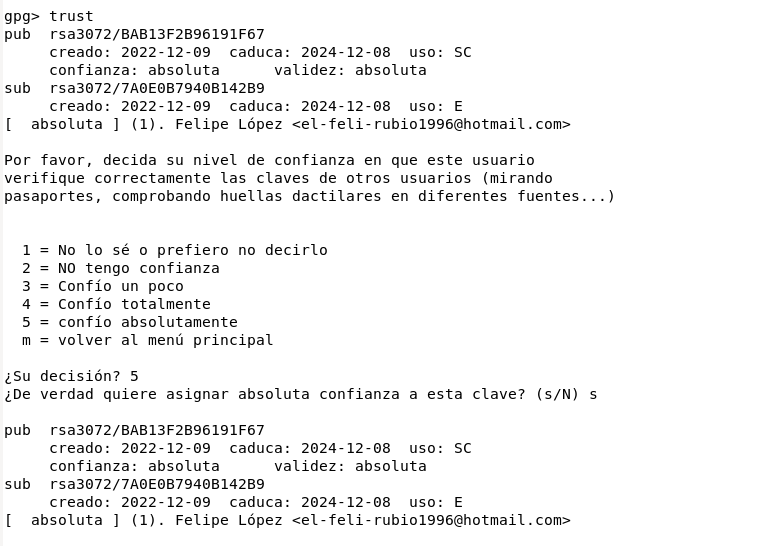 gpg> trust
pub  rsa3072/BAB13F2B96191F67
     creado: 2022-12-09  caduca: 2024-12-08  uso: SC
     confianza: absoluta      validez: absoluta
sub  rsa3072/7A0E0B7940B142B9
     creado: 2022-12-09  caduca: 2024-12-08  uso: E
[  absoluta ] (1). Felipe López <el-feli-rubio1996@hotmail.com>

Por favor, decida su nivel de confianza en que este usuario
verifique correctamente las claves de otros usuarios (mirando
pasaportes, comprobando huellas dactilares en diferentes fuentes...)

  1 = No lo sé o prefiero no decirlo
  2 = NO tengo confianza
  3 = Confío un poco
  4 = Confío totalmente
  5 = confío absolutamente
  m = volver al menú principal

¿Su decisión? 5
¿De verdad quiere asignar absoluta confianza a esta clave? (s/N) s

pub  rsa3072/BAB13F2B96191F67
     creado: 2022-12-09  caduca: 2024-12-08  uso: SC
     confianza: absoluta      validez: absoluta
sub  rsa3072/7A0E0B7940B142B9
     creado: 2022-12-09  caduca: 2024-12-08  uso: E
[  absoluta ] (1). Felipe López <el-feli-rubio1996@hotmail.com>